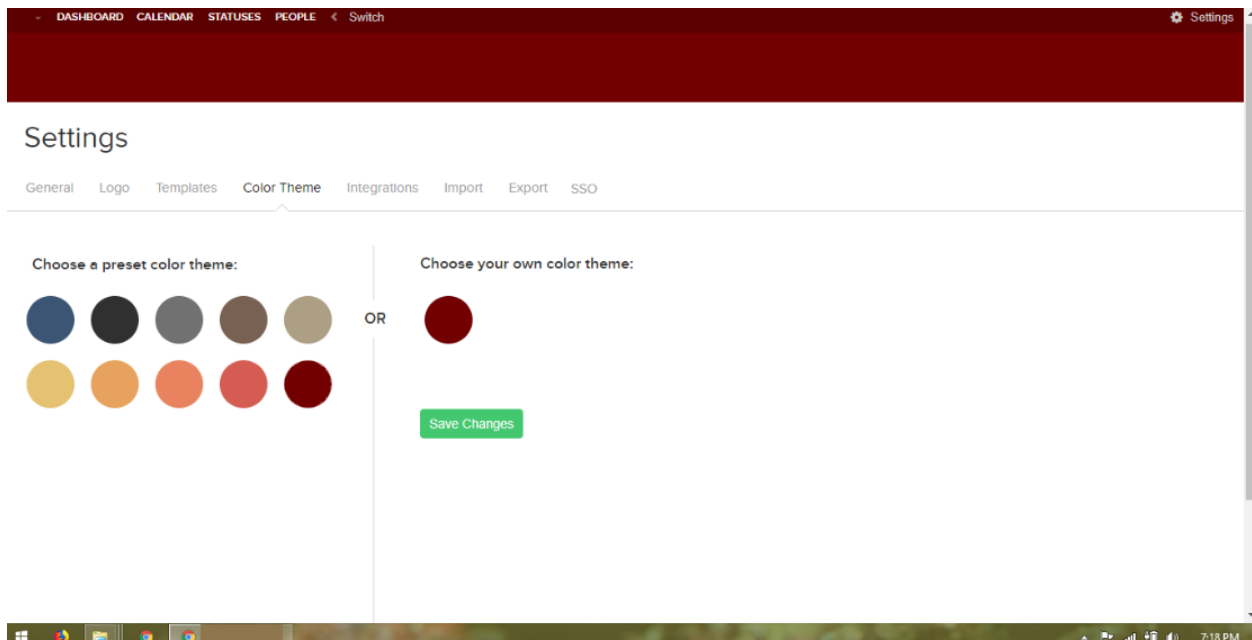 DASHBOARD CALENDAR STATUSES PEOPLE Switch Settings
Settings
General Logo Templates Color Theme Integrations Import Export SSO
Choose a preset color theme: Choose your own color theme:
OR
Save Changes
7:18 PM